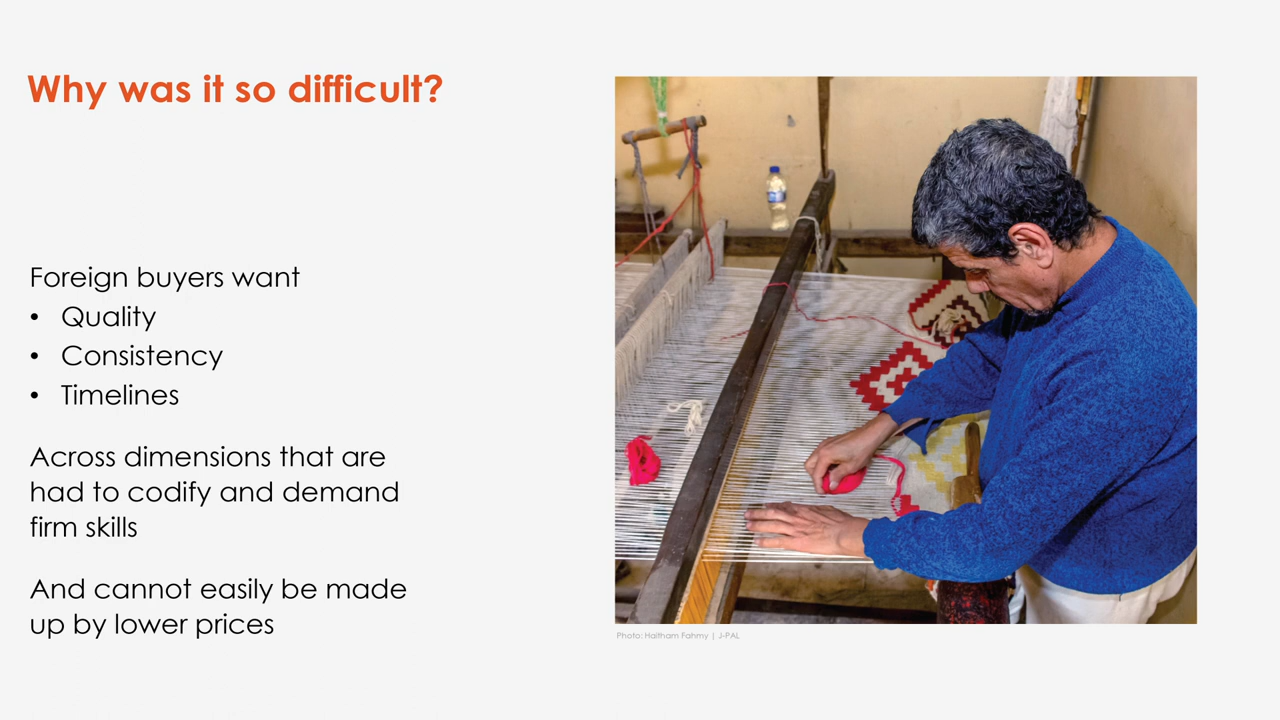 Why was it so difficult?
Foreign buyers want
• Quality
• Consistency
• Timelines
Across dimensions that are
had to codify and demand
firm skills
And cannot easily be made
up by lower prices
Photo: Haitham Fahmy | J-PAL